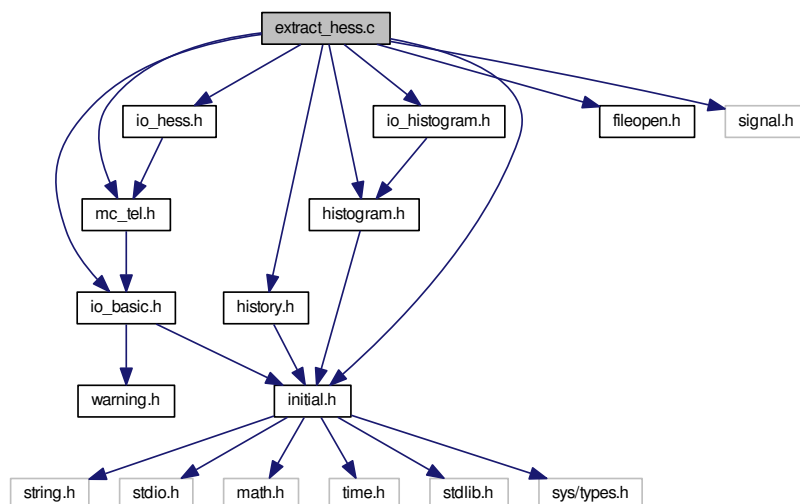 extract_hess.c
io_hess.h
io_histogram.h
fileopen.h
signal.h
mc_tel.h
histogram.h
io_basic.h
history.h
warning.h
initial.h
string.h
stdio.h
math.h
time.h
stdlib.h
sys/types.h